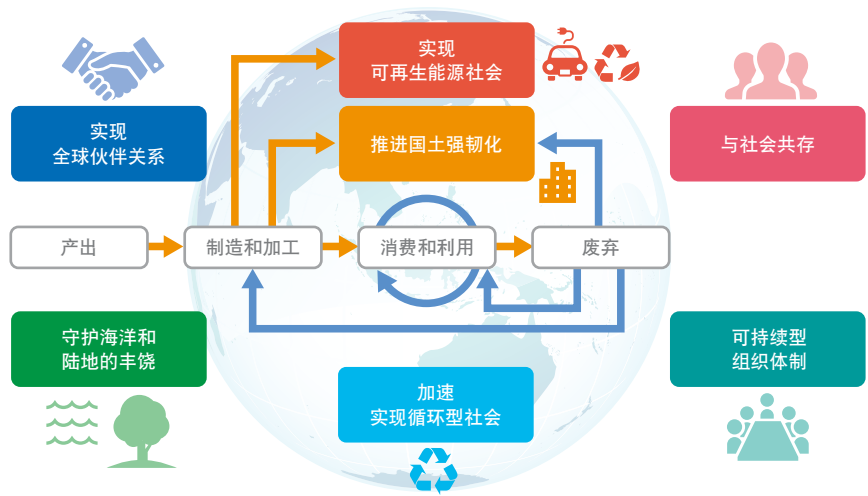 实现
可再生能源社会
实现
全球伙伴关系
推进国土强韧化
与社会共存
产出
制造和加工
消费和利用
废弃
守护海洋和
陆地的丰饶
加速
实现循环型社会
可持续型
组织体制